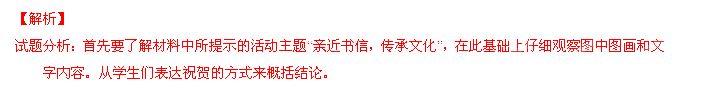 【解析】
试题分析：首先要了解材料中所提示的活动主题“亲近书信，传承文化”，在此基础上仔细观察图中图画和文
字内容。从学生们表达祝贺的方式来概括结论。